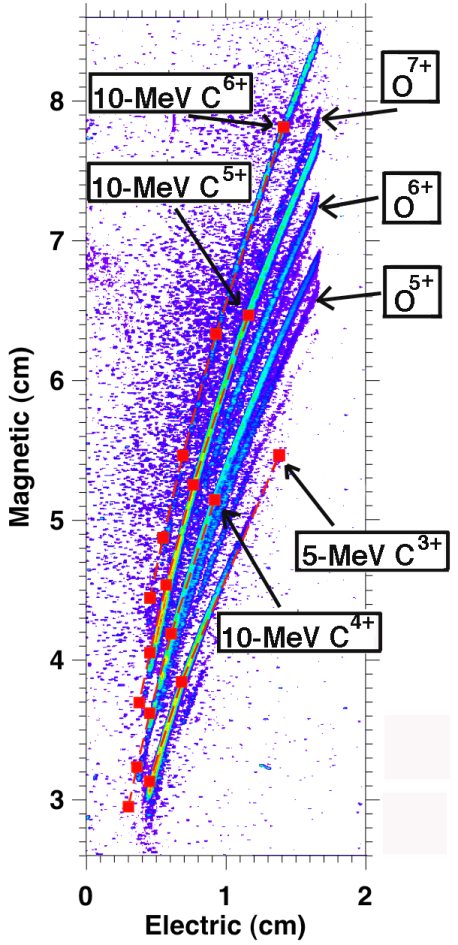 O7+
10-MeV C6+
8
10-MeV C5+
O6+
7
O5+
6
Magnetic (cm)
5
5-MeV C3+
10-MeV C4+
4
3
0 1 2
Electric (cm)